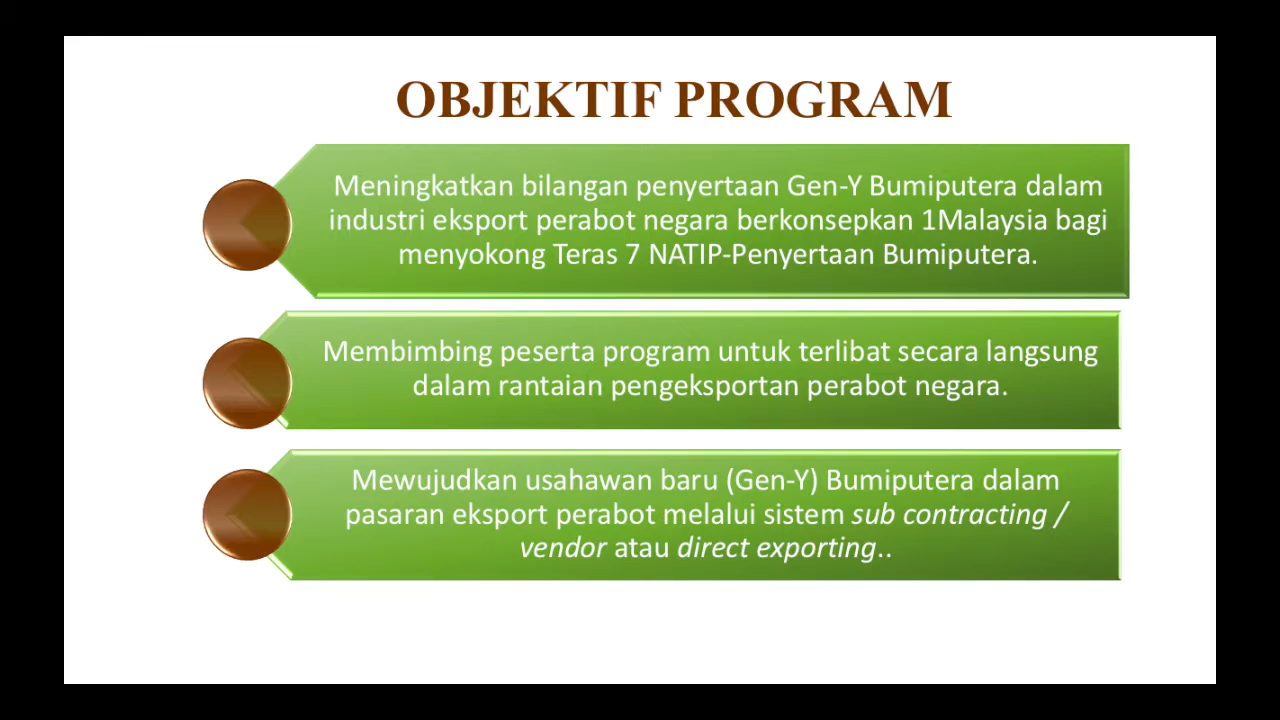 OBJEKTIF PROGRAM
Meningkatkan bilangan penyertaan Gen-Y Bumiputera dalam
industri eksport perabot negara berkonsepkan 1Malaysia bagi
menyokong Teras 7 NATIP-Penyertaan Bumiputera.
Membimbing peserta program untuk terlibat secara langsung
dalam rantaian pengeksportan perabot negara.
Mewujudkan usahawan baru (Gen-Y) Bumiputera dalam
pasaran eksport perabot melalui sistem sub contracting /
vendor atau direct exporting..